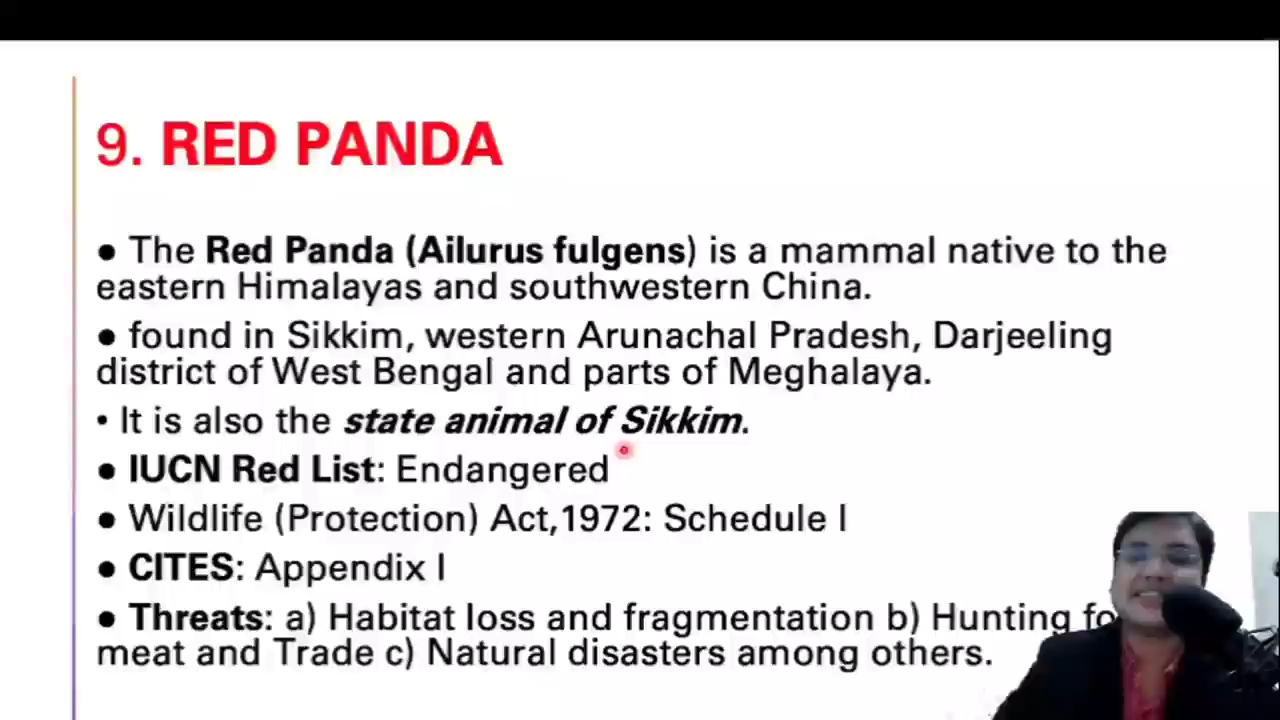 9. RED PANDA
● The Red Panda (Ailurus fulgens) is a mammal native to the
eastern Himalayas and southwestern China.
● found in Sikkim, western Arunachal Pradesh, Darjeeling
district of West Bengal and parts of Meghalaya.
• It is also the state animal of Sikkim.
● IUCN Red List: Endangered
● Wildlife (Protection) Act,1972: Schedule I
● CITES: Appendix I
● Threats: a) Habitat loss and fragmentation b) Hunting
meat and Trade c) Natural disasters among others.